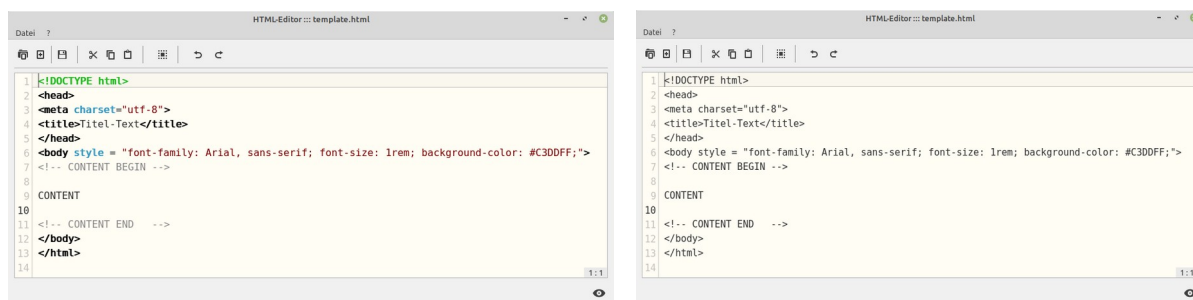 HTML-Editor ::: template.html
Datei ?
1 <!DOCTYPE html>
2 <head>
3 <meta charset="utf-8">
4 <title>Titel-Text</title>
5 </head>
6 <body style = "font-family: Arial, sans-serif; font-size: 1rem; background-color: #C3DDFF;">
7 <!-- CONTENT BEGIN -->
8
9 CONTENT
10
11 <!-- CONTENT END   -->
12 </body>
13 </html>
14
1:1
HTML-Editor ::: template.html
Datei ?
1 <!DOCTYPE html>
2 <head>
3 <meta charset="utf-8">
4 <title>Titel-Text</title>
5 </head>
6 <body style = "font-family: Arial, sans-serif; font-size: 1rem; background-color: #C3DDFF;">
7 <!-- CONTENT BEGIN -->
8
9 CONTENT
10
11 <!-- CONTENT END   -->
12 </body>
13 </html>
14
1:1